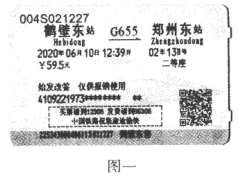 004S021227
鹤壁东站 G655 郑州东站
Hebidong Zhengzhoudong
2020年06月10日12:39开 02车13号
￥59.5元 二等座
始发改签 仅供报销使用
4109221973********
买票请到12306 发货请到95306
中国铁路祝您旅途愉快
图一